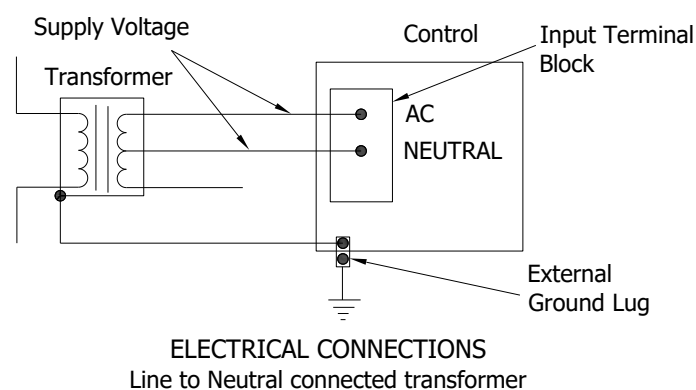 Supply Voltage
Transformer
Control
Input Terminal
Block
AC
NEUTRAL
External
Ground Lug
ELECTRICAL CONNECTIONS
Line to Neutral connected transformer